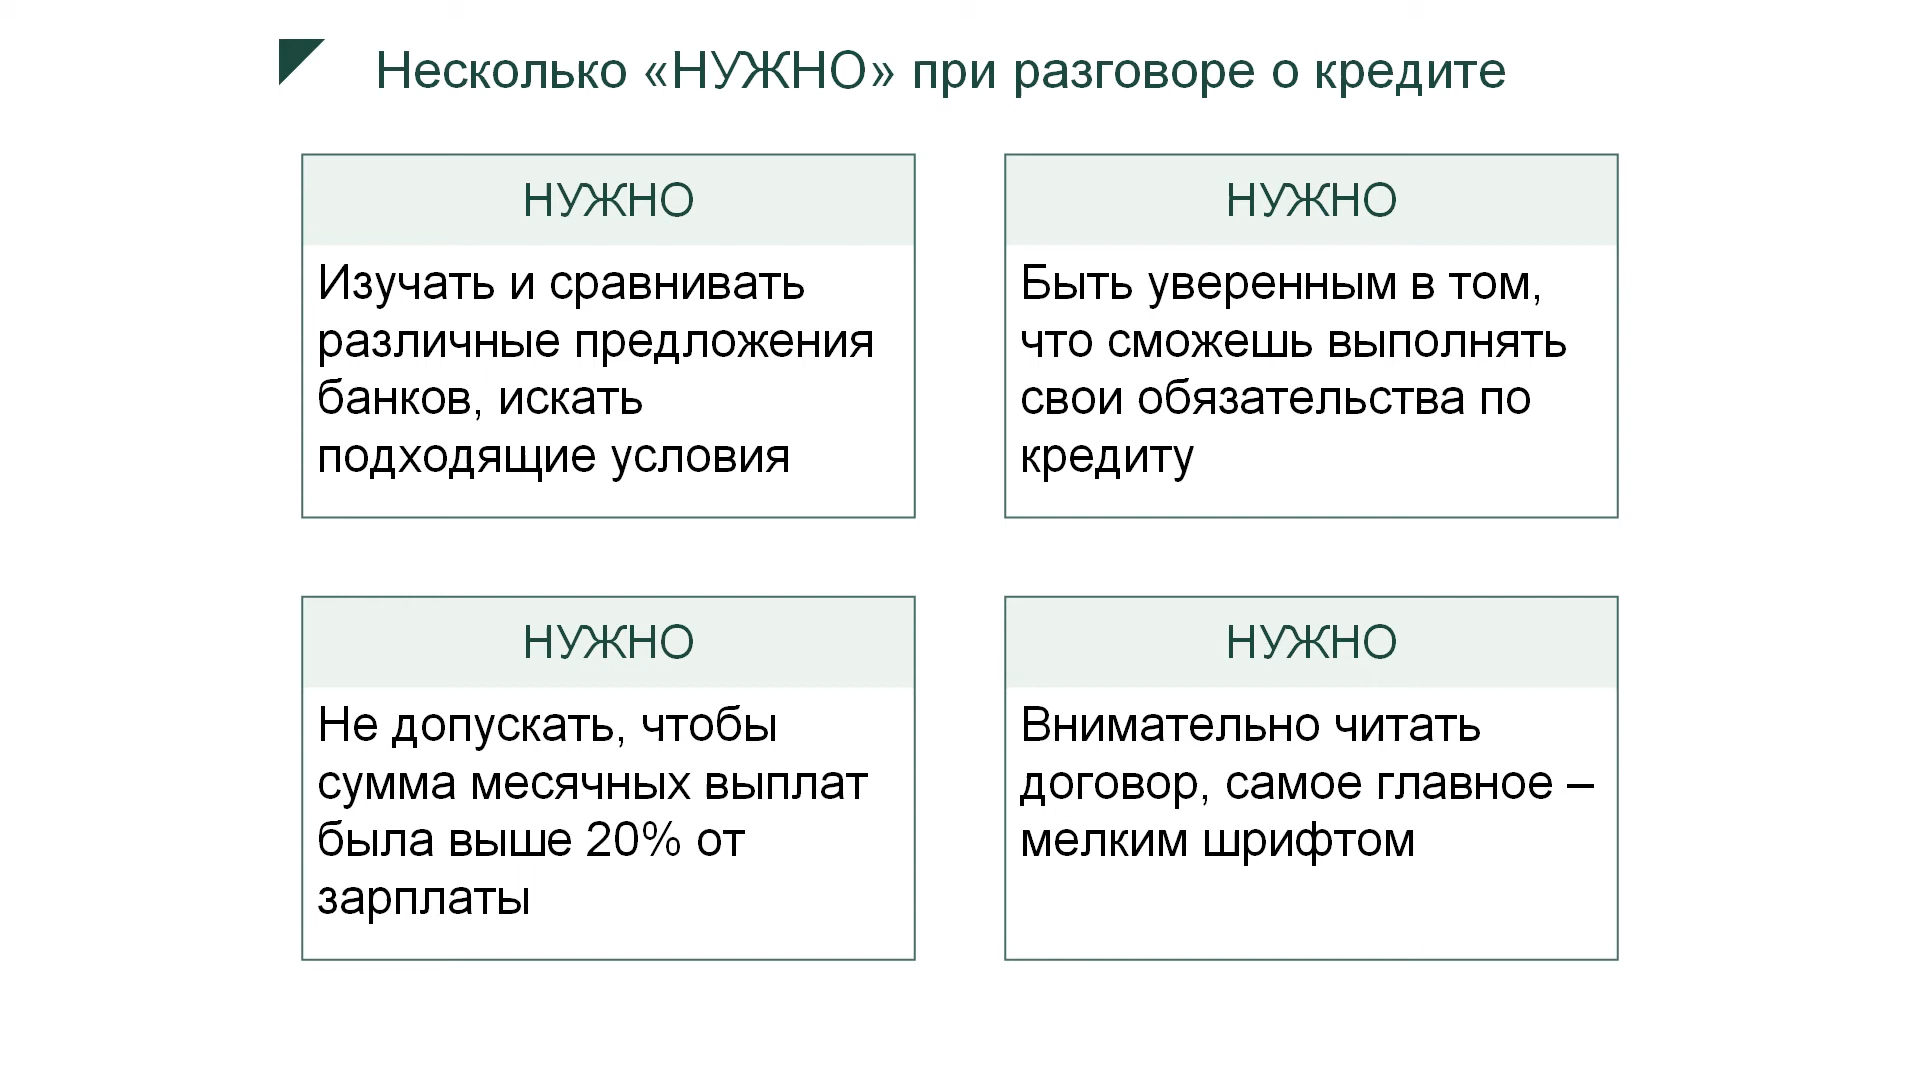 Несколько «НУЖНО» при разговоре о кредите
НУЖНО
Изучать и сравнивать
различные предложения
банков, искать
подходящие условия
НУЖНО
Быть уверенным в том,
что сможешь выполнять
свои обязательства по
кредиту
НУЖНО
Не допускать, чтобы
сумма месячных выплат
была выше 20% от
зарплаты
НУЖНО
Внимательно читать
договор, самое главное –
мелким шрифтом